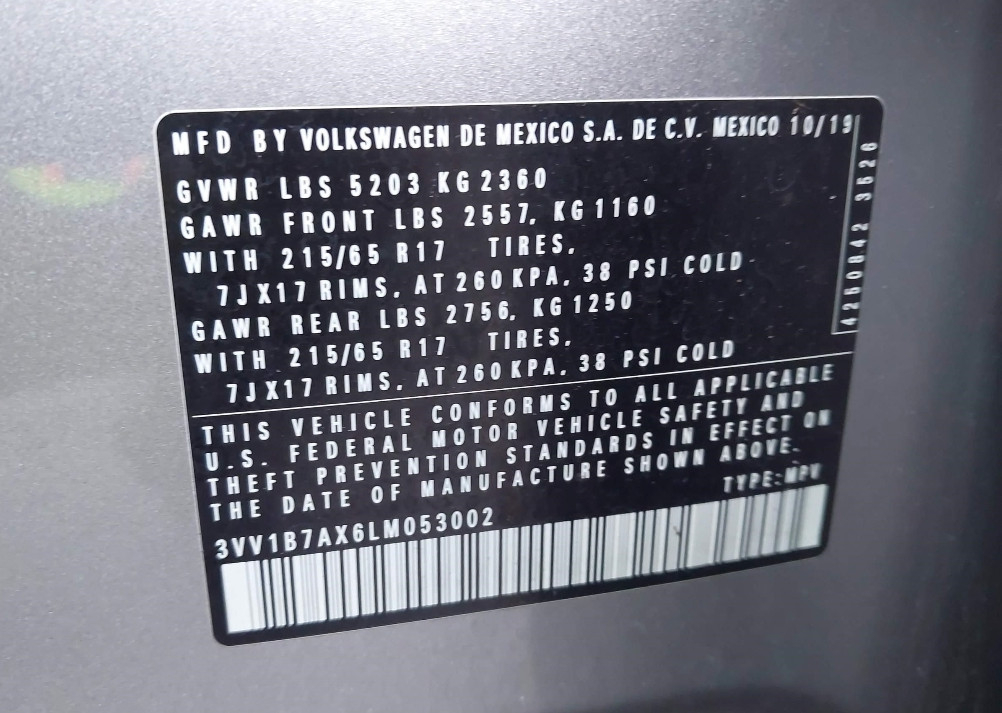 MFD BY VOLKSWAGEN DE MEXICO S.A. DE C.V. MEXICO 10/19
GVWR LBS 5203 KG 2360
GAWR FRONT LBS 2557, KG 1160
WITH 215/65 R17 TIRES,
7JX17 RIMS, AT 260 KPA, 38 PSI COLD
GAWR REAR LBS 2756, KG 1250
WITH 215/65 R17 TIRES,
7JX17 RIMS, AT 260 KPA, 38 PSI COLD
4250842 3526
THIS VEHICLE CONFORMS TO ALL APPLICABLE
U.S. FEDERAL MOTOR VEHICLE SAFETY AND
THEFT PREVENTION STANDARDS IN EFFECT ON
THE DATE OF MANUFACTURE SHOWN ABOVE.
TYPE:MPV
3VV1B7AX6LM053002